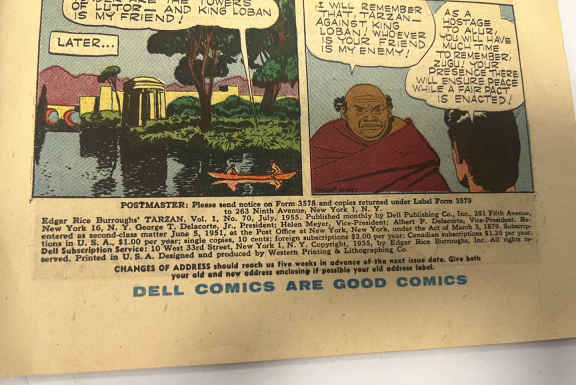 THE TOWERS
OF LUTOR— AND KING LOBAN
IS MY FRIEND!
LATER...
I WILL REMEMBER
THAT, TARZAN—
AGAINST KING
LOBAN! WHOEVER
IS YOUR FRIEND
IS MY ENEMY!
AS A
HOSTAGE
TO ALUR,
YOU WILL HAVE
MUCH TIME
TO REMEMBER,
ZUGU! YOUR
PRESENCE THERE
WILL ENSURE PEACE
WHILE A FAIR PACT
IS ENACTED!
POSTMASTER: Please send notice on Form 3578 and copies returned under Label Form 3579
to 263 Ninth Avenue, New York 1, N. Y.
Edgar Rice Burroughs' TARZAN, Vol. 1, No. 70, July, 1955. Published monthly by Dell Publishing Co., Inc., 261 Fifth Avenue,
New York 16, N. Y. George T. Delacorte, Jr., President; Helen Meyer, Vice-President; Albert P. Delacorte, Vice-President. Re-
entered as second-class matter June 5, 1951, at the Post Office at New York, New York, under the Act of March 3, 1879. Subscrip-
tions in U. S. A., $1.00 per year; single copies, 10 cents; foreign subscriptions $2.00 per year; Canadian subscriptions $1.20 per year.
Dell Subscription Service: 10 West 33rd Street, New York 1, N. Y. Copyright, 1955, by Edgar Rice Burroughs, Inc. All rights re-
served. Printed in U. S. A. Designed and produced by Western Printing & Lithographing Co.
CHANGES OF ADDRESS should reach us five weeks in advance of the next issue date. Give both
your old and new address enclosing if possible your old address label.
DELL COMICS ARE GOOD COMICS